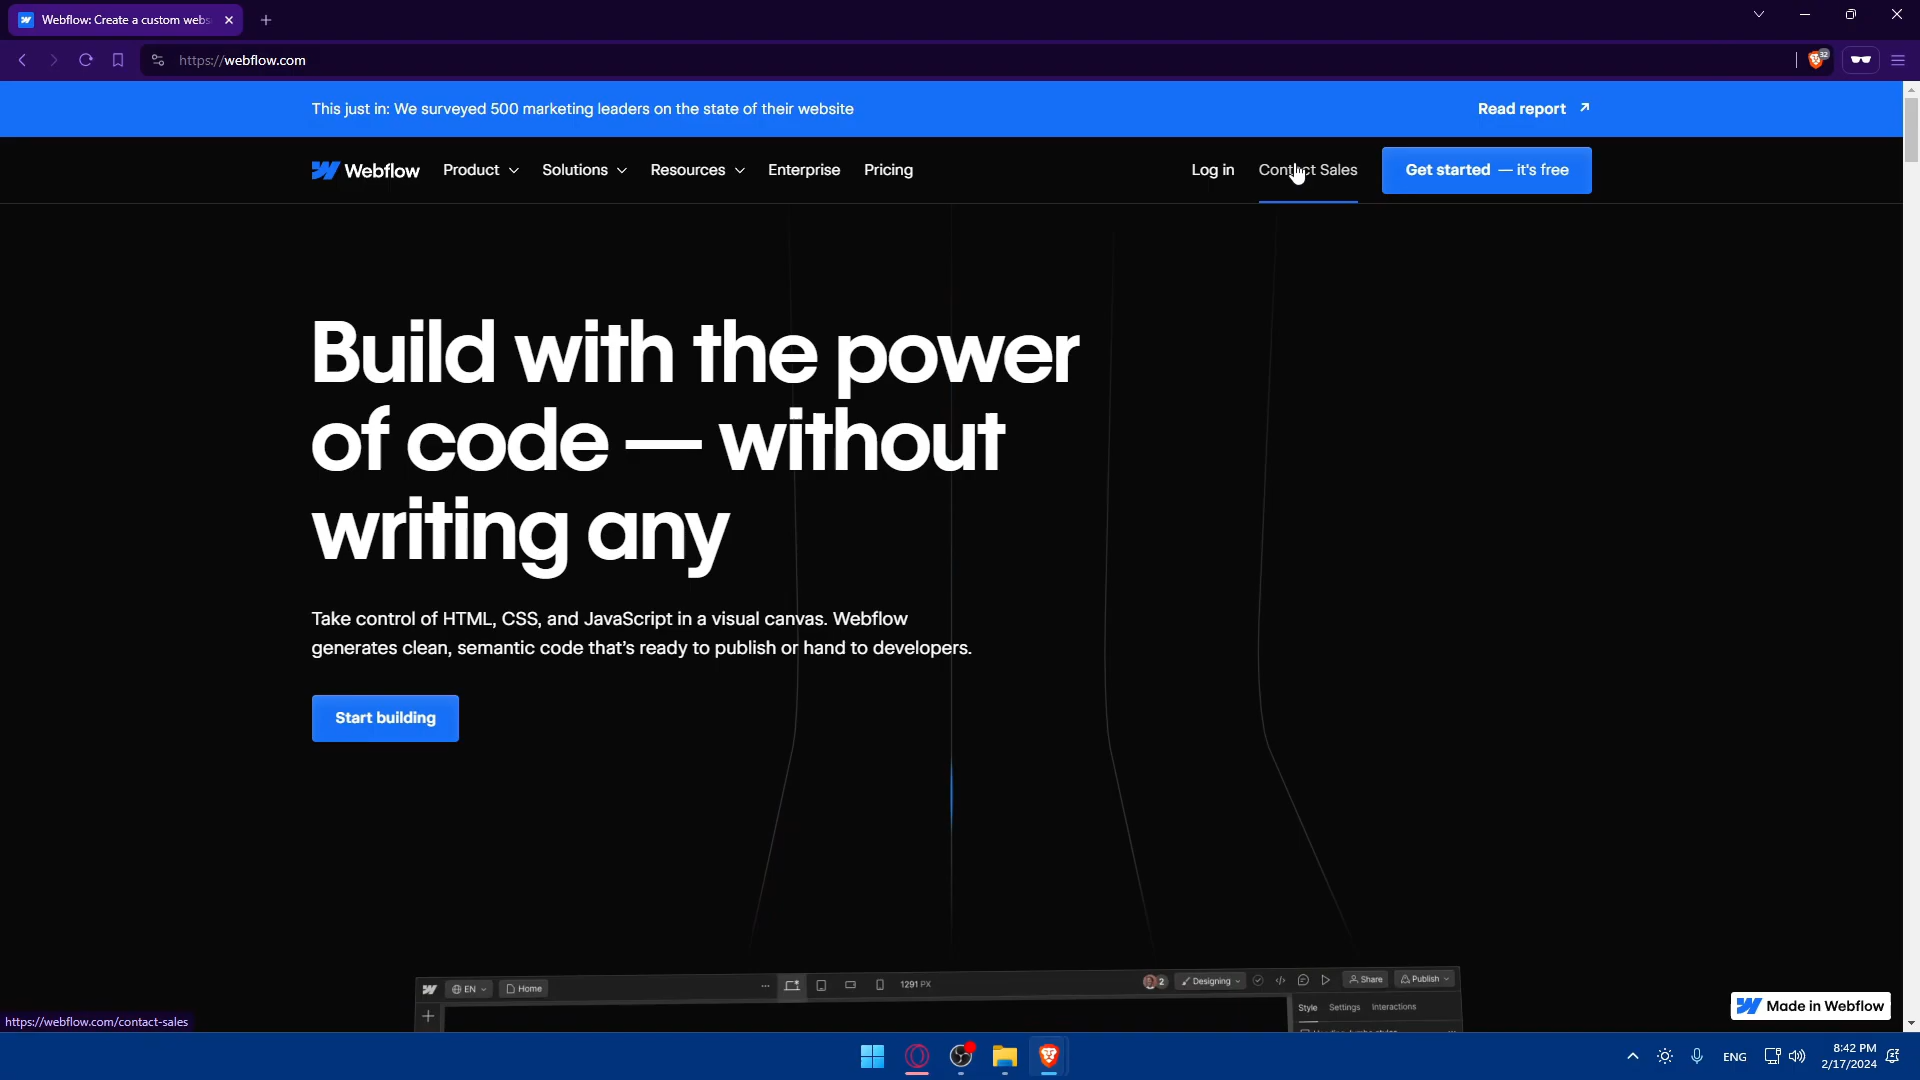 Webflow: Create a custom webs
https://webflow.com
32
This just in: We surveyed 500 marketing leaders on the state of their website
Read report
Webflow
Product
Solutions
Resources
Enterprise
Pricing
Log in
Contact Sales
Get started — it's free
Build with the power
of code — without
writing any
Take control of HTML, CSS, and JavaScript in a visual canvas. Webflow
generates clean, semantic code that's ready to publish or hand to developers.
Start building
EN
Home
1291 PX
2
Designing
Share
Publish
Style
Settings
Interactions
Made in Webflow
https://webflow.com/contact-sales
ENG
8:42 PM
2/17/2024